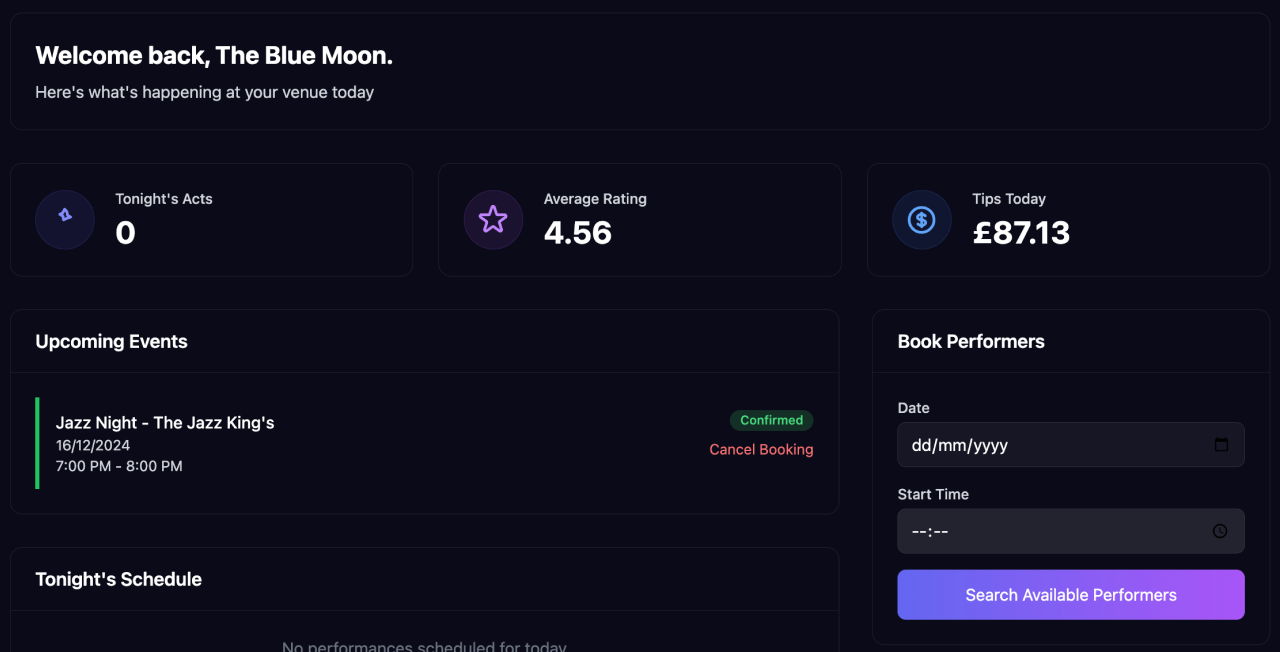 Welcome back, The Blue Moon.
Here's what's happening at your venue today
Tonight's Acts
0
Average Rating
4.56
Tips Today
£87.13
Upcoming Events
Jazz Night - The Jazz King's
16/12/2024
7:00 PM - 8:00 PM
Confirmed
Cancel Booking
Book Performers
Date
dd/mm/yyyy
Start Time
--:--
Search Available Performers
Tonight's Schedule
No performances scheduled for today